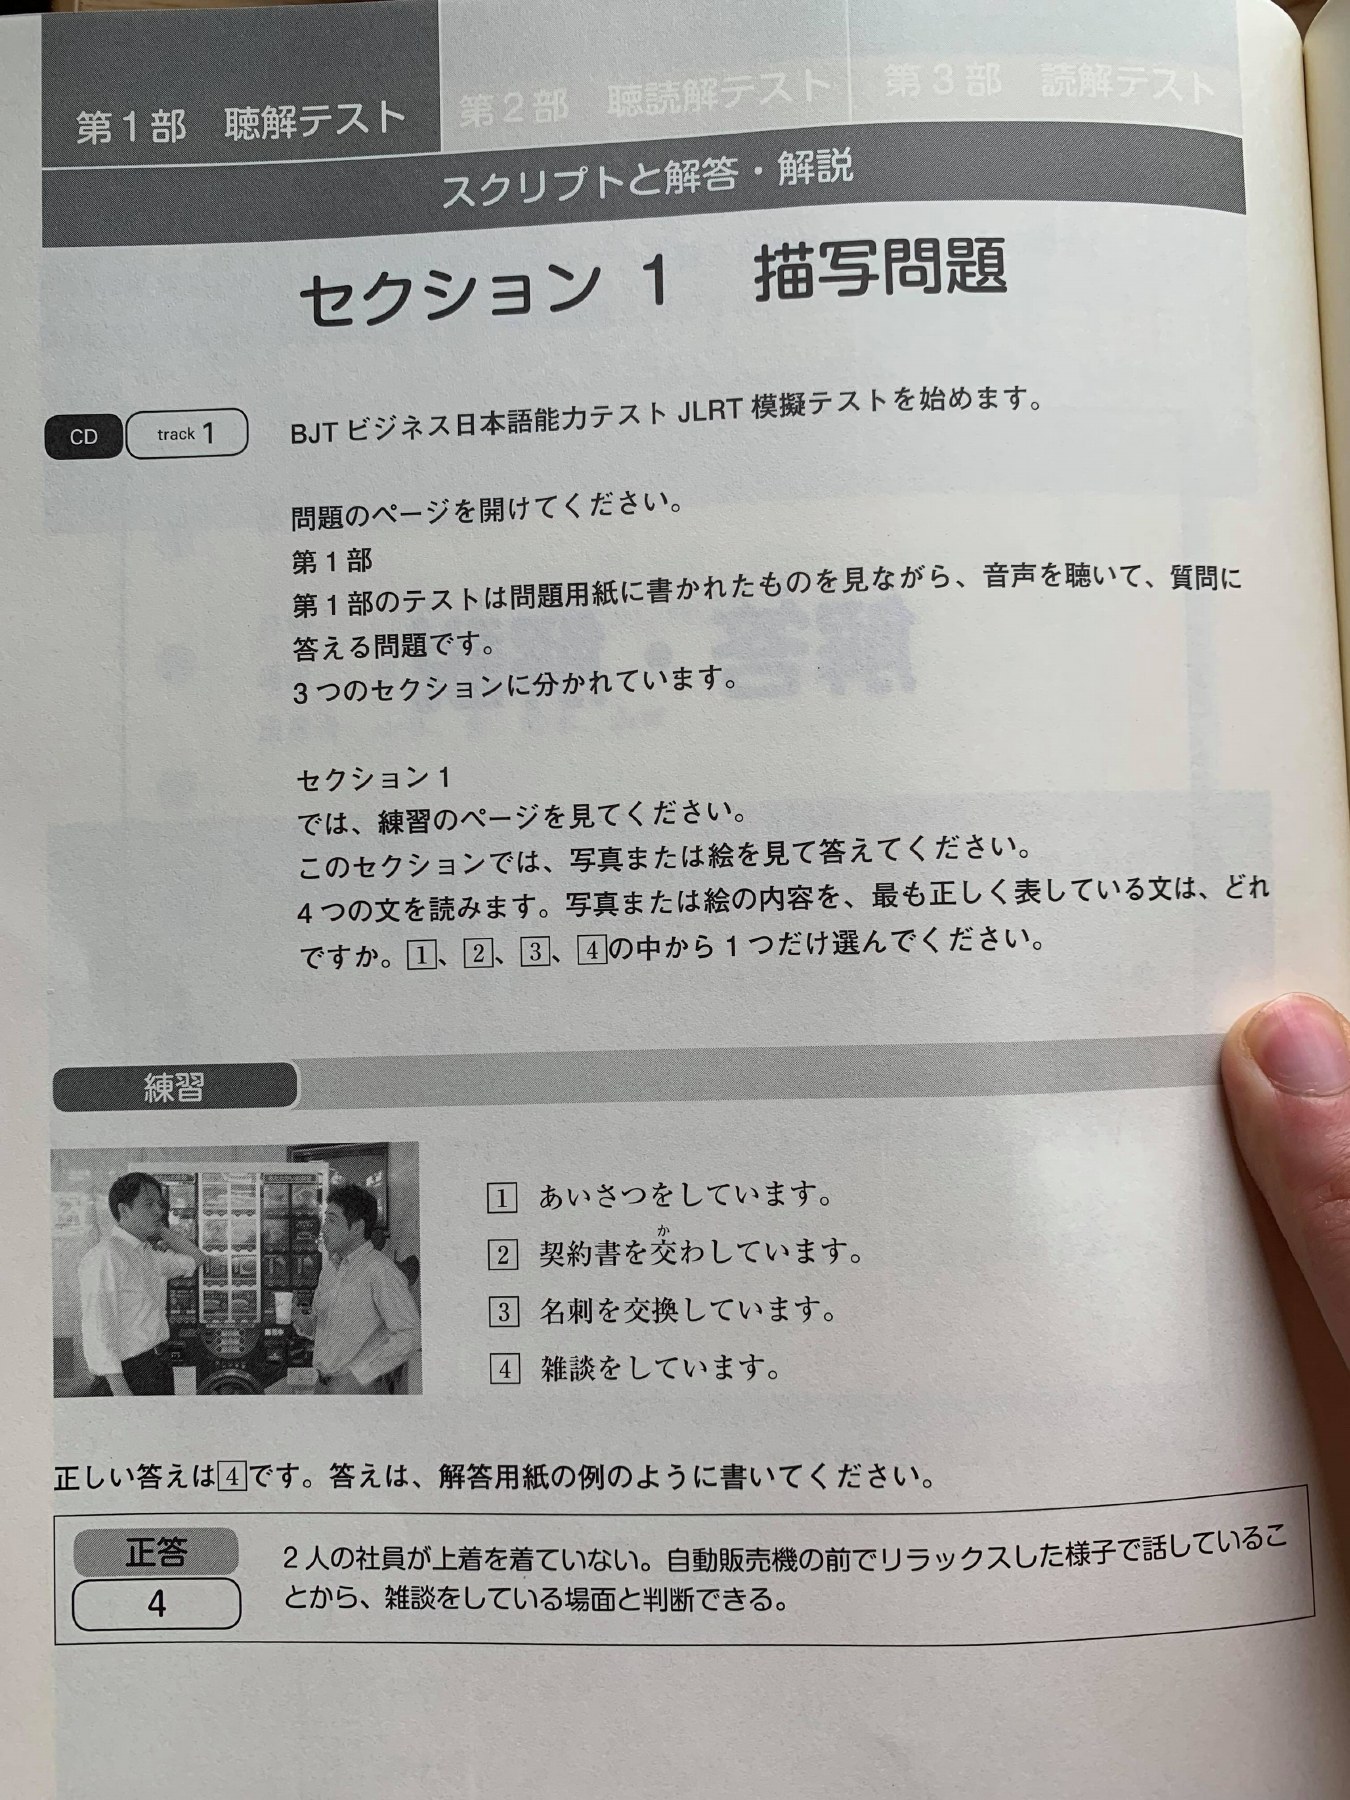 第1部 聴解テスト
第2部 聴読解テスト
第3部 読解テスト
スクリプトと解答・解説
セクション 1 描写問題
CD track 1
BJT ビジネス日本語能力テスト JLRT 模擬テストを始めます。
問題のページを開けてください。
第1部
第1部のテストは問題用紙に書かれたものを見ながら、音声を聴いて、質問に
答える問題です。
3つのセクションに分かれています。
セクション1
では、練習のページを見てください。
このセクションでは、写真または絵を見て答えてください。
4つの文を読みます。写真または絵の内容を、最も正しく表している文は、どれ
ですか。1、2、3、4の中から1つだけ選んでください。
練習
1 あいさつをしています。
か
2 契約書を交わしています。
3 名刺を交換しています。
4 雑談をしています。
正しい答えは4です。答えは、解答用紙の例のように書いてください。
正答
4
2人の社員が上着を着ていない。自動販売機の前でリラックスした様子で話しているこ
とから、雑談をしている場面と判断できる。